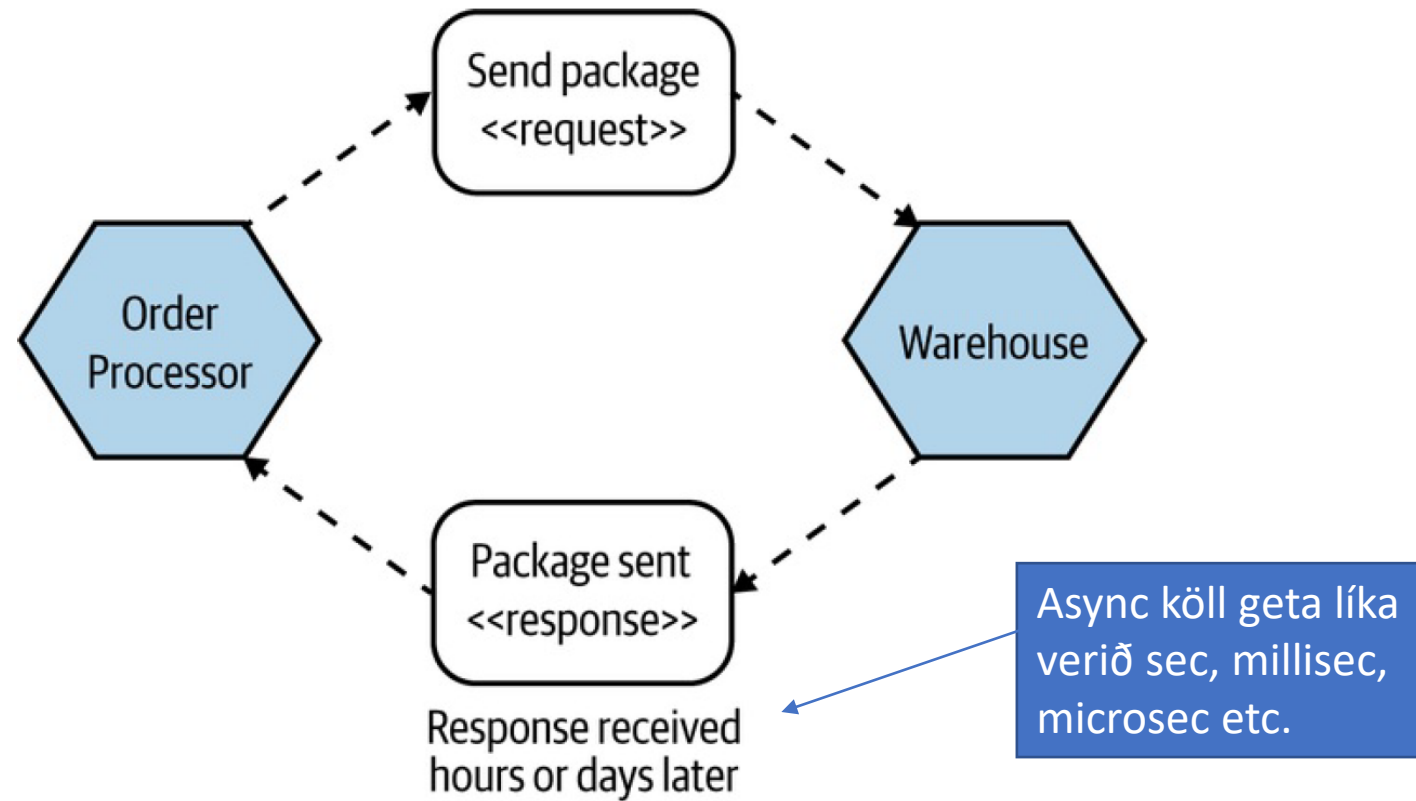 Send package
<<request>>
Order
Processor
Warehouse
Package sent
<<response>>
Response received
hours or days later
Async köll geta líka
verið sec, millisec,
microsec etc.